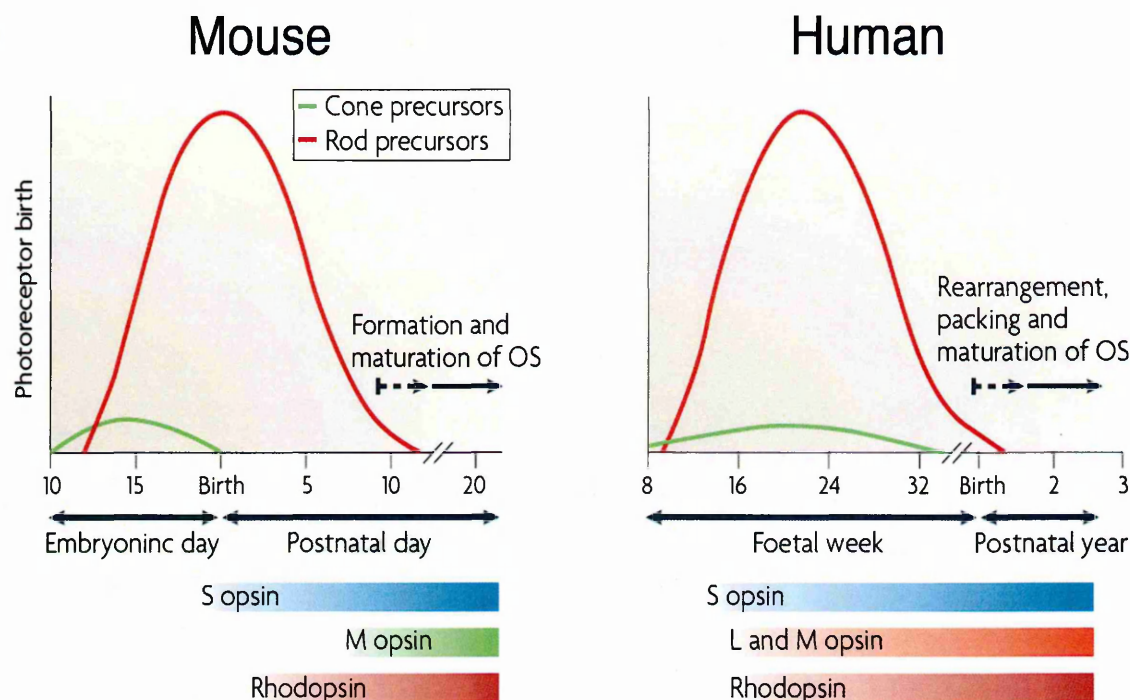 Mouse
Human
Cone precursors
Rod precursors
Photoreceptor birth
Formation and
maturation of OS
Rearrangement,
packing and
maturation of OS
10 15 Birth 5 10 20
8 16 24 32 Birth 2 3
Embryoninc day
Postnatal day
Foetal week
Postnatal year
S opsin
M opsin
Rhodopsin
S opsin
L and M opsin
Rhodopsin